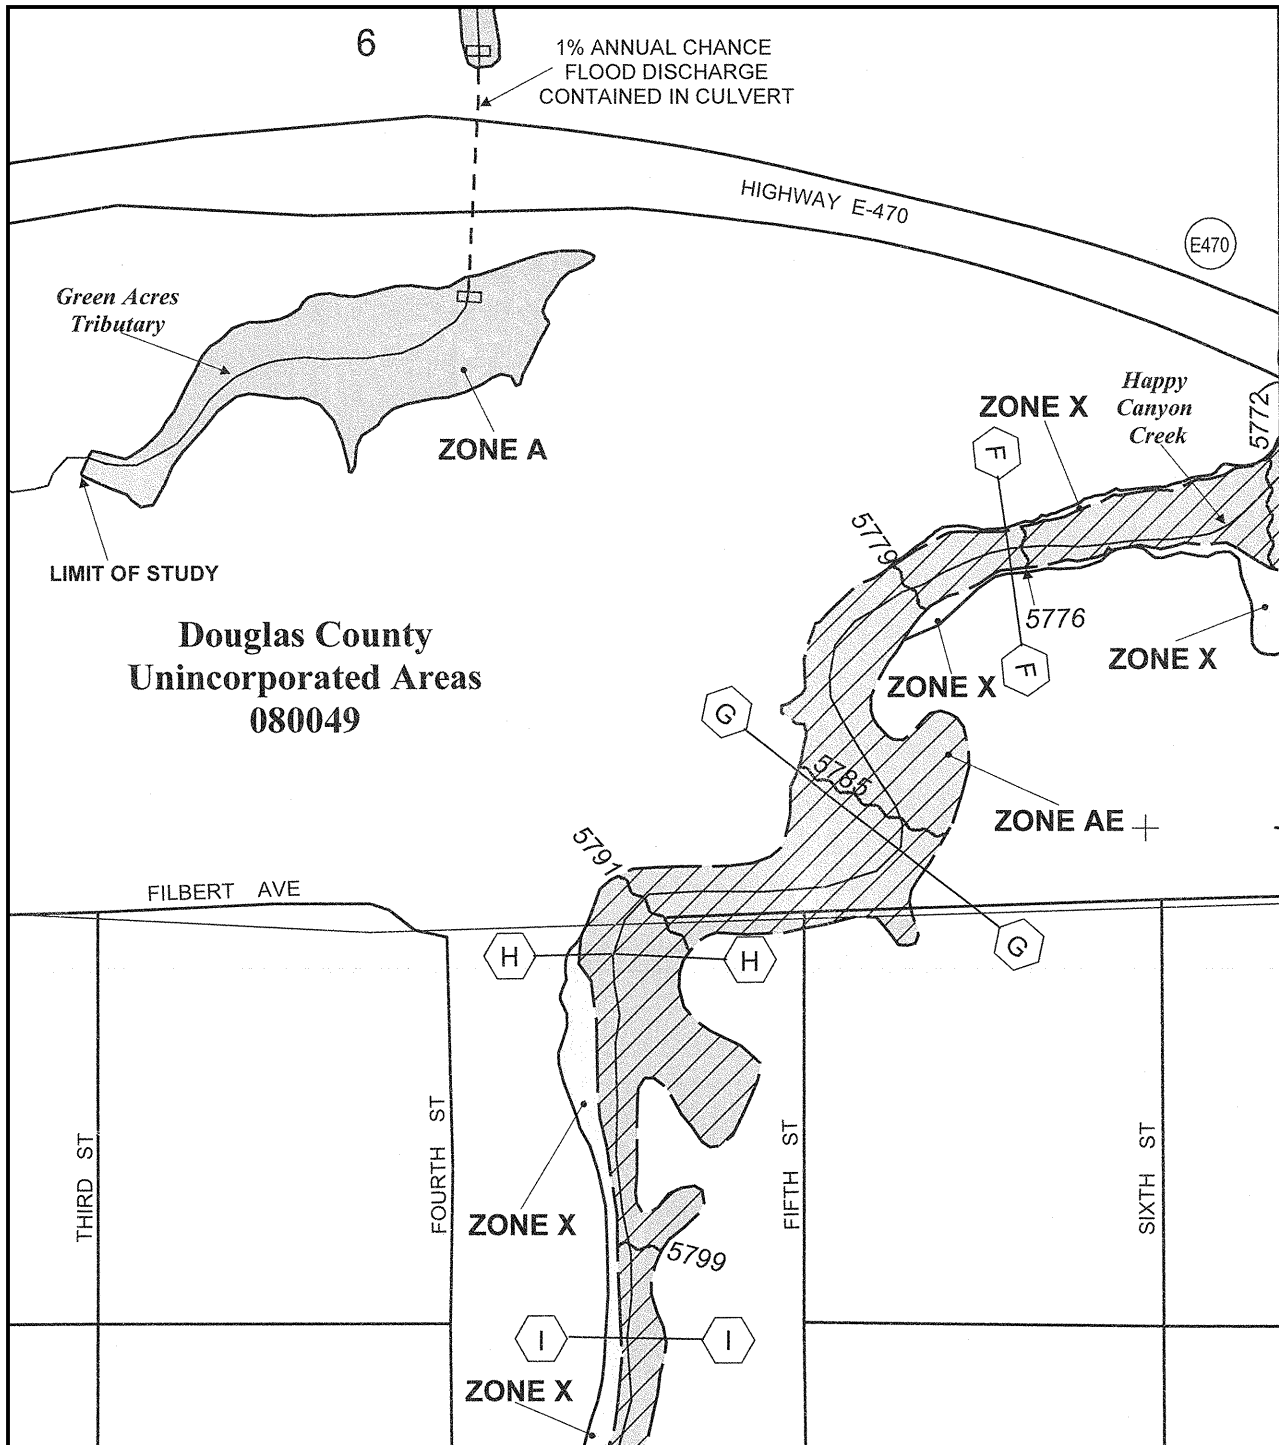 6
1% ANNUAL CHANCE
FLOOD DISCHARGE
CONTAINED IN CULVERT
HIGHWAY E-470
E470
Green Acres
Tributary
ZONE A
LIMIT OF STUDY
Douglas County
Unincorporated Areas
080049
ZONE X
Happy
Canyon
Creek
5772
F
5779
5776
F
ZONE X
ZONE X
G
5785
ZONE AE
5791
FILBERT AVE
H
H
G
THIRD ST
FOURTH ST
FIFTH ST
SIXTH ST
ZONE X
5799
I
I
ZONE X